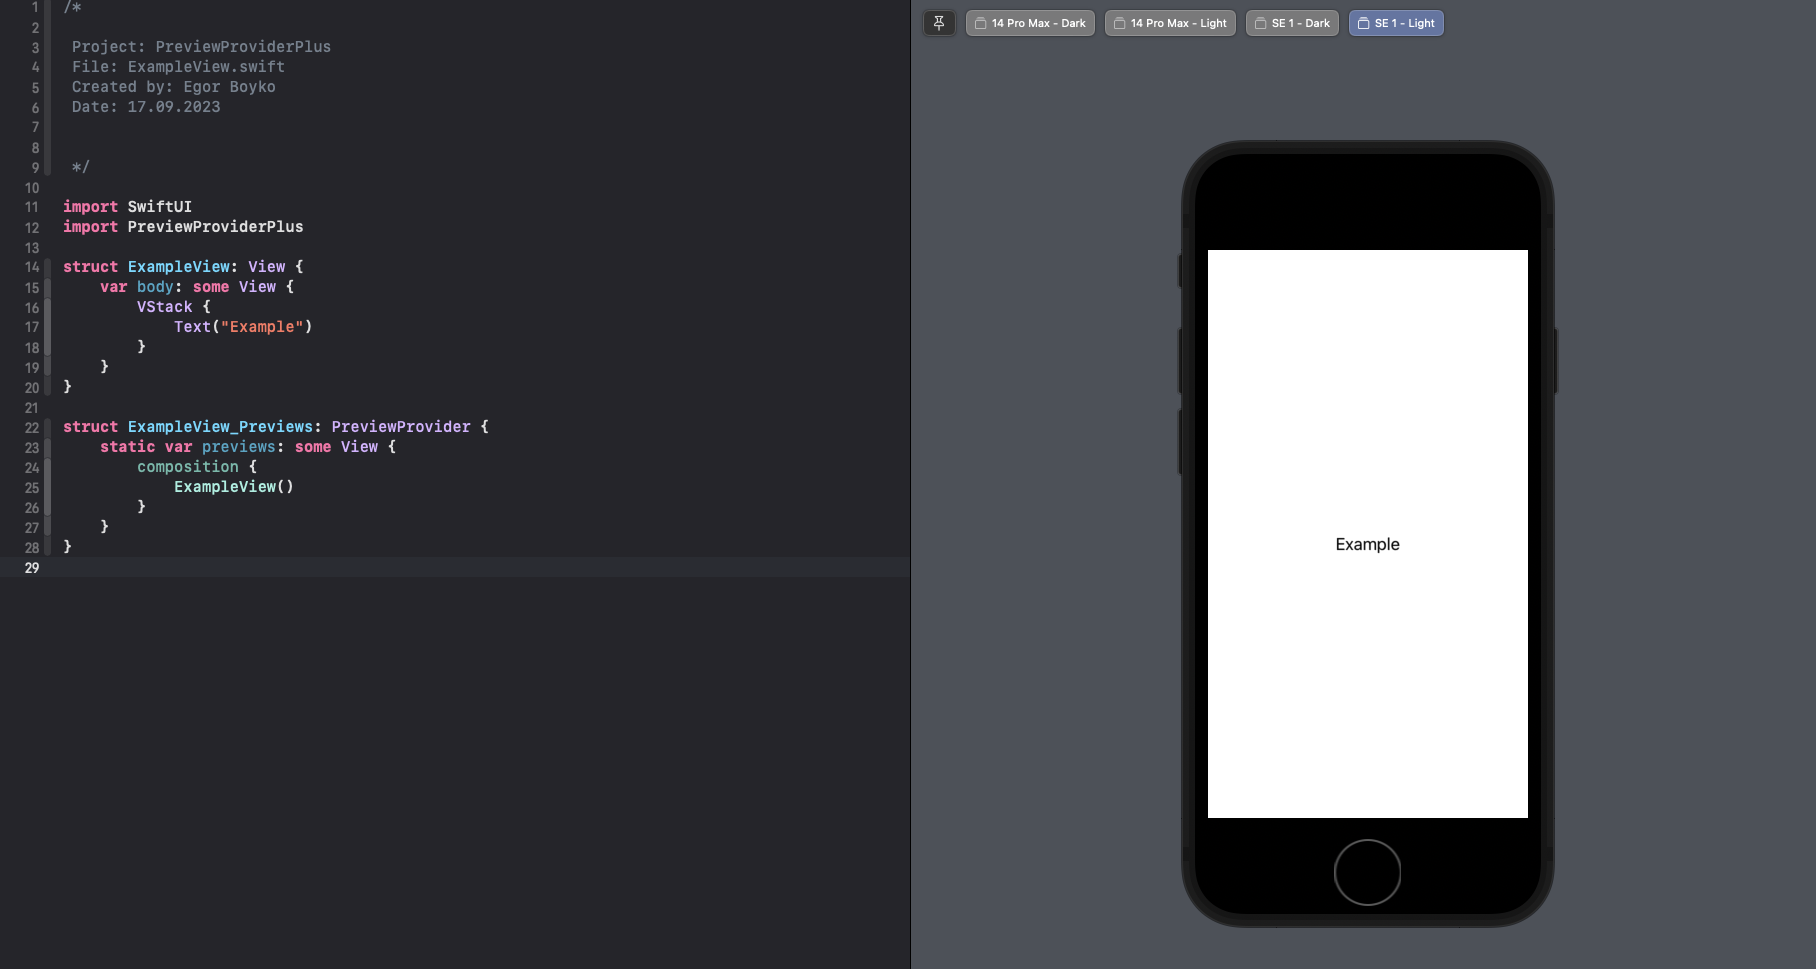 1 /*
2
3 Project: PreviewProviderPlus
4 File: ExampleView.swift
5 Created by: Egor Boyko
6 Date: 17.09.2023
7
8
9 */
10
11 import SwiftUI
12 import PreviewProviderPlus
13
14 struct ExampleView: View {
15     var body: some View {
16         VStack {
17             Text("Example")
18         }
19     }
20 }
21
22 struct ExampleView_Previews: PreviewProvider {
23     static var previews: some View {
24         composition {
25             ExampleView()
26         }
27     }
28 }
29
14 Pro Max - Dark
14 Pro Max - Light
SE 1 - Dark
SE 1 - Light
Example